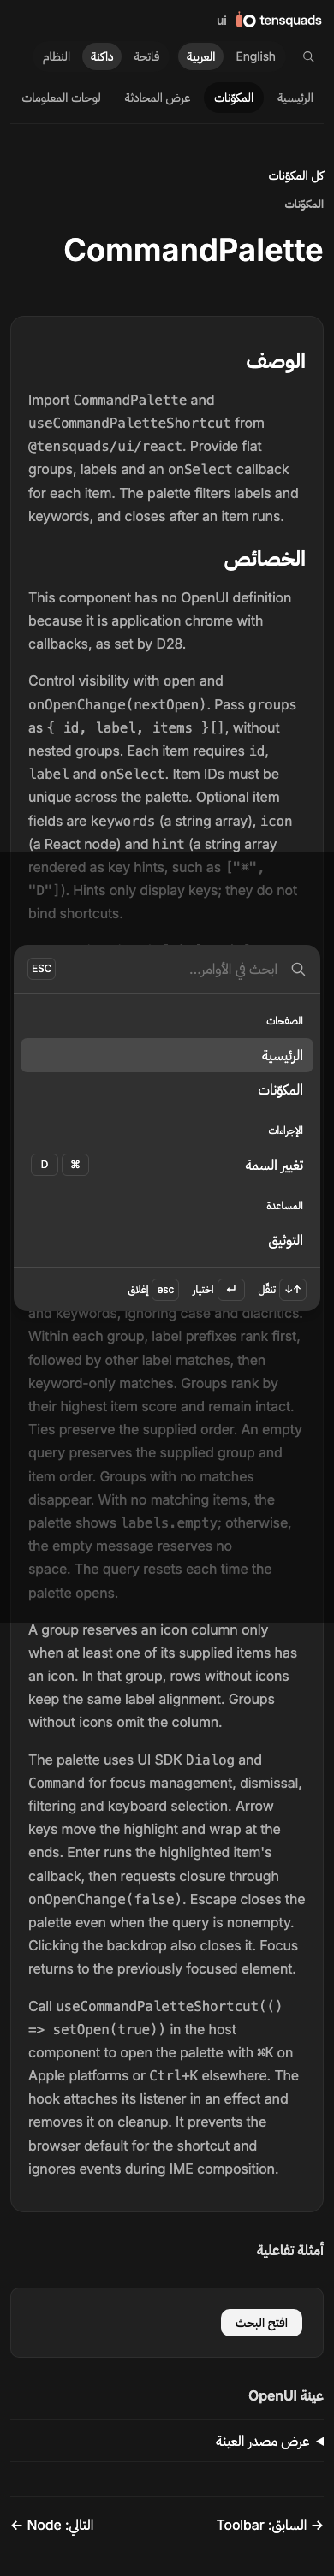 tensquads ui
English العربية فاتحة داكنة النظام
الرئيسية المكوّنات عرض المحادثة لوحات المعلومات
كل المكوّنات
المكوّنات
CommandPalette
الوصف
Import CommandPalette and
useCommandPaletteShortcut from
@tensquads/ui/react. Provide flat
groups, labels and an onSelect callback
for each item. The palette filters labels and
keywords, and closes after an item runs.
الخصائص
This component has no OpenUI definition
because it is application chrome with
callbacks, as set by D28.
Control visibility with open and
onOpenChange(nextOpen). Pass groups
as { id, label, items }[], without
nested groups. Each item requires id,
label and onSelect. Item IDs must be
unique across the palette. Optional item
fields are keywords (a string array), icon
(a React node) and hint (a string array
rendered as key hints, such as ["⌘",
"D"]). Hints only display keys; they do not
bind shortcuts.
ابحث في الأوامر... ESC
الصفحات
الرئيسية
المكوّنات
الإجراءات
تغيير السمة ⌘ D
المساعدة
التوثيق
↑↓ تنقّل ↵ اختيار esc إغلاق
and keywords, ignoring case and diacritics.
Within each group, label prefixes rank first,
followed by other label matches, then
keyword-only matches. Groups rank by
their highest item score and remain intact.
Ties preserve the supplied order. An empty
query preserves the supplied group and
item order. Groups with no matches
disappear. With no matching items, the
palette shows labels.empty; otherwise,
the empty message reserves no
space. The query resets each time the
palette opens.
A group reserves an icon column only
when at least one of its supplied items has
an icon. In that group, rows without icons
keep the same label alignment. Groups
without icons omit the column.
The palette uses UI SDK Dialog and
Command for focus management, dismissal,
filtering and keyboard selection. Arrow
keys move the highlight and wrap at the
ends. Enter runs the highlighted item's
callback, then requests closure through
onOpenChange(false). Escape closes the
palette even when the query is nonempty.
Clicking the backdrop also closes it. Focus
returns to the previously focused element.
Call useCommandPaletteShortcut(()
=> setOpen(true)) in the host
component to open the palette with ⌘K on
Apple platforms or Ctrl+K elsewhere. The
hook attaches its listener in an effect and
removes it on cleanup. It prevents the
browser default for the shortcut and
ignores events during IME composition.
أمثلة تفاعلية
افتح البحث
عينة OpenUI
◀ عرض مصدر العينة
→ السابق: Toolbar
التالي: Node ←